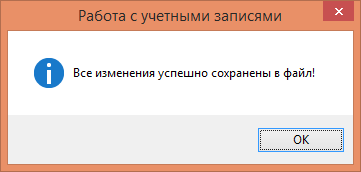 Работа с учетными записями
Все изменения успешно сохранены в файл!
OK